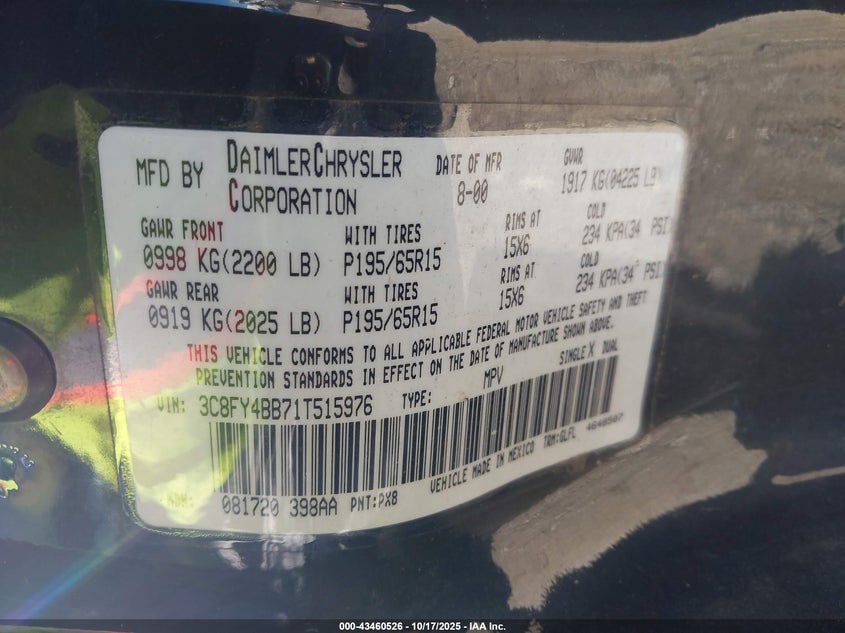 MFD BY DAIMLERCHRYSLER CORPORATION
DATE OF MFR 8-00
GVWR 1917 KG(04225 LB)
GAWR FRONT WITH TIRES RIMS AT COLD
0998 KG(2200 LB) P195/65R15 15X6 234 KPA(34 PSI
GAWR REAR WITH TIRES RIMS AT COLD
0919 KG(2025 LB) P195/65R15 15X6 234 KPA(34 PSI
THIS VEHICLE CONFORMS TO ALL APPLICABLE FEDERAL MOTOR VEHICLE SAFETY AND THEFT
PREVENTION STANDARDS IN EFFECT ON THE DATE OF MANUFACTURE SHOWN ABOVE.
VIN: 3C8FY4BB71T515976 TYPE: MPV SINGLE X DUAL
MDH: 081720 398AA PNT:PX8 VEHICLE MADE IN MEXICO TRM:GLFL 4640507
000-43460526 - 10/17/2025 - IAA Inc.